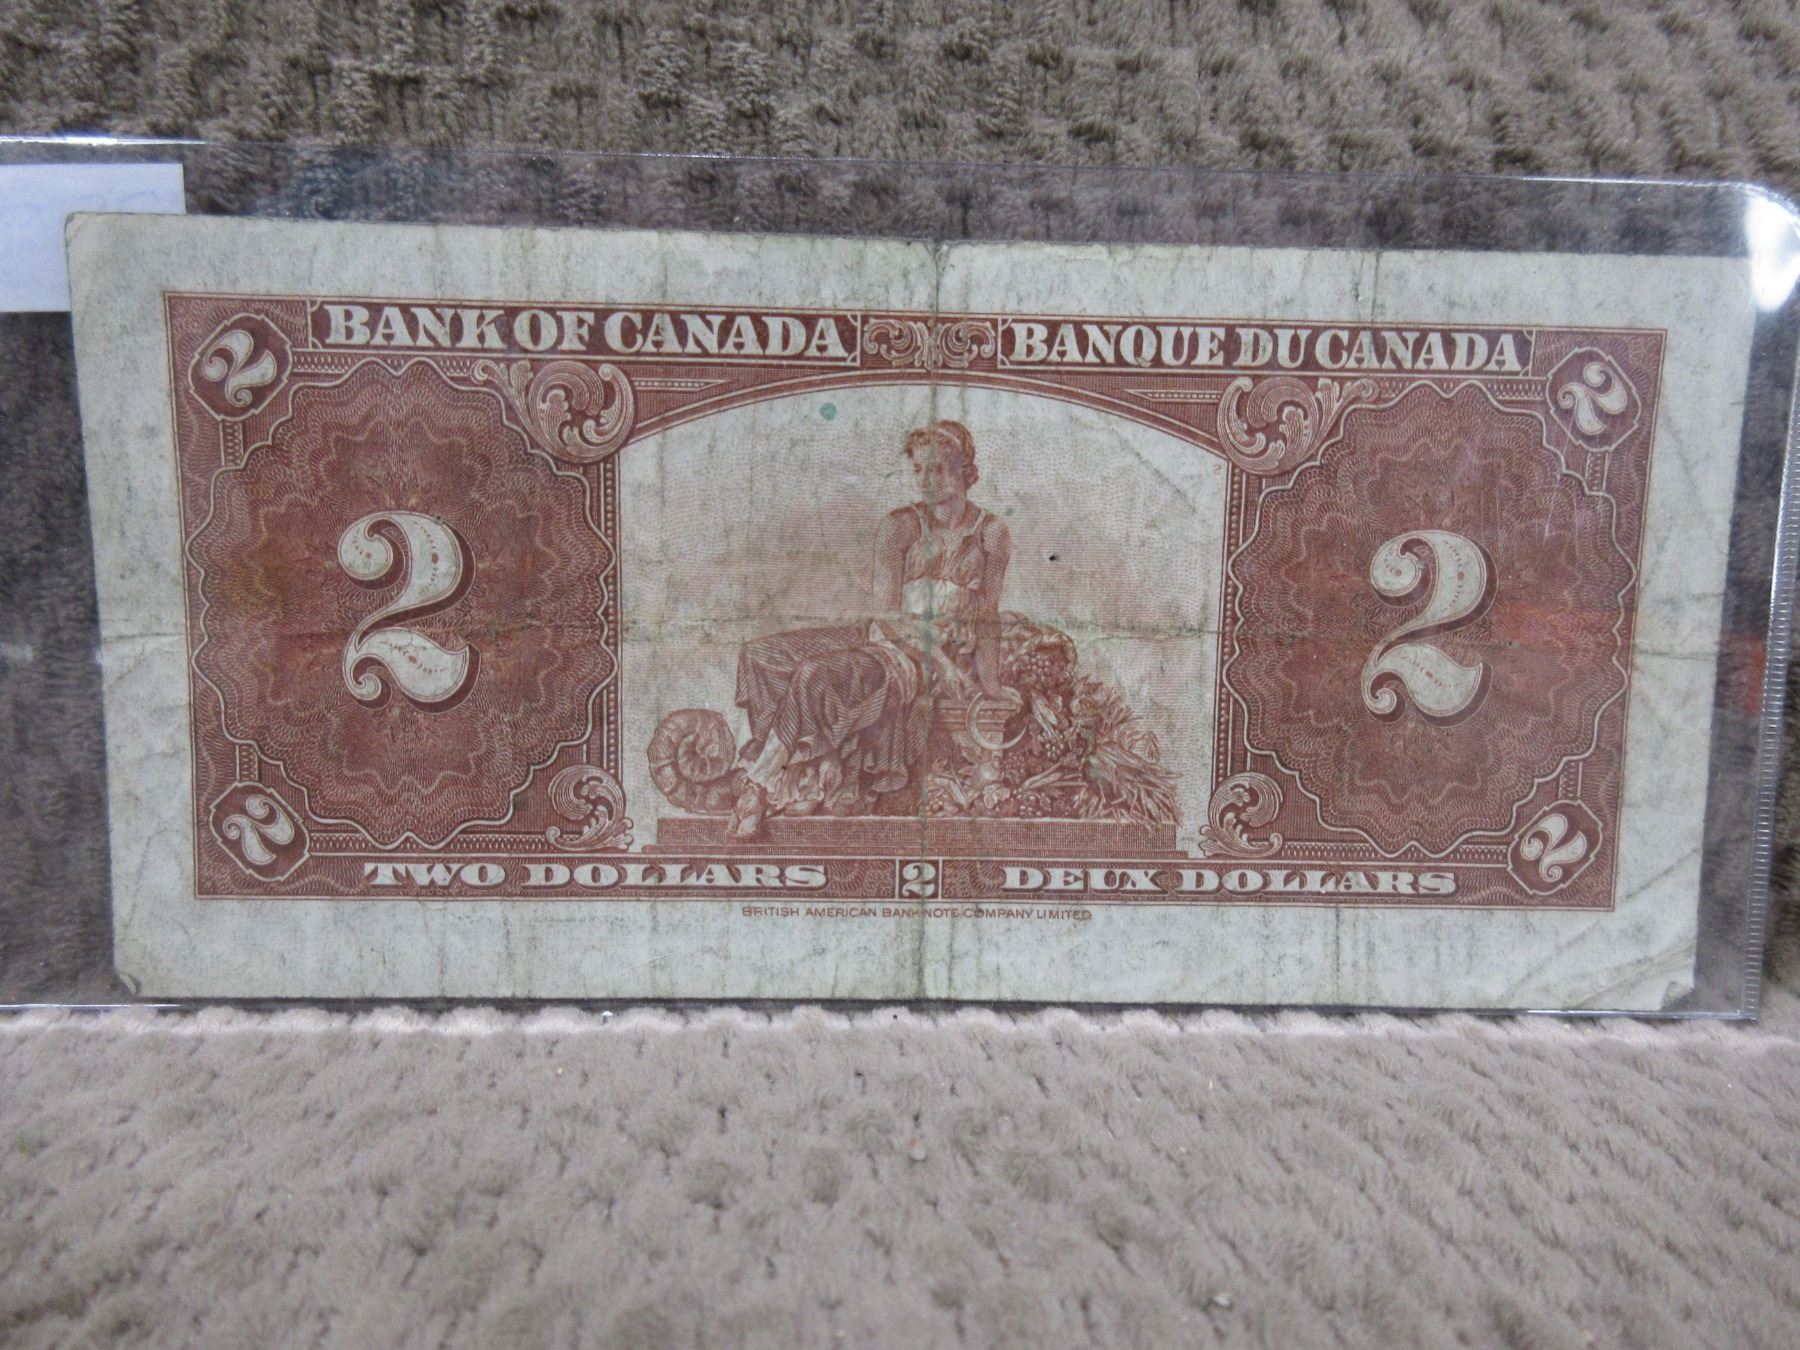 2 BANK OF CANADA BANQUE DU CANADA 2
2
2 2
2 TWO DOLLARS 2 DEUX DOLLARS 2
BRITISH AMERICAN BANK NOTE COMPANY LIMITED